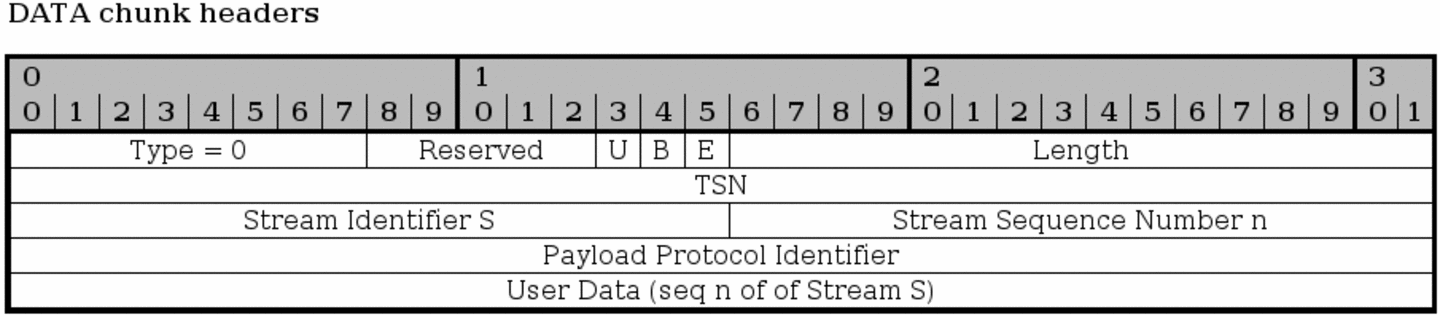 DATA chunk headers
0 1 2 3
0 1 2 3 4 5 6 7 8 9 0 1 2 3 4 5 6 7 8 9 0 1 2 3 4 5 6 7 8 9 0 1
Type = 0 Reserved U B E Length
TSN
Stream Identifier S Stream Sequence Number n
Payload Protocol Identifier
User Data (seq n of of Stream S)